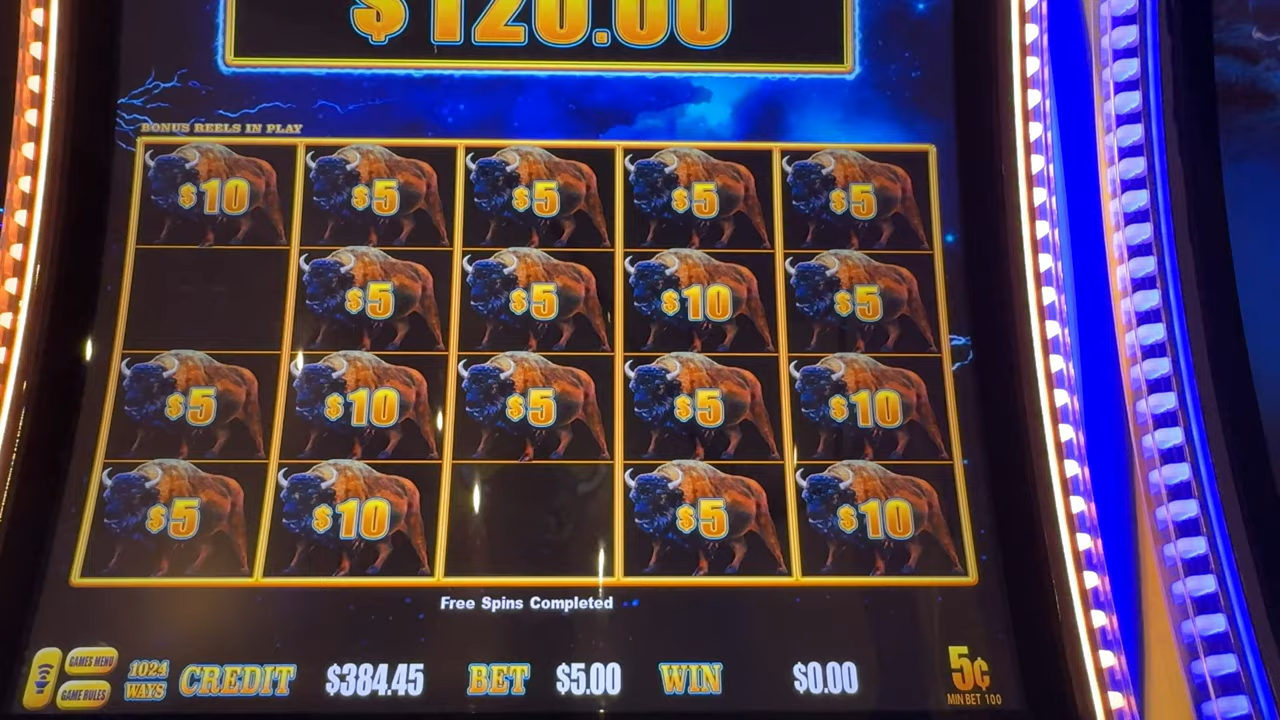 $120.00
BONUS REELS IN PLAY
$10 $5 $5 $5 $5
$5 $5 $10 $5
$5 $10 $5 $5 $10
$5 $10 $5 $10
Free Spins Completed
GAMES MENU
GAME RULES
1024 WAYS
CREDIT $384.45 BET $5.00 WIN $0.00
5¢
MIN BET 100